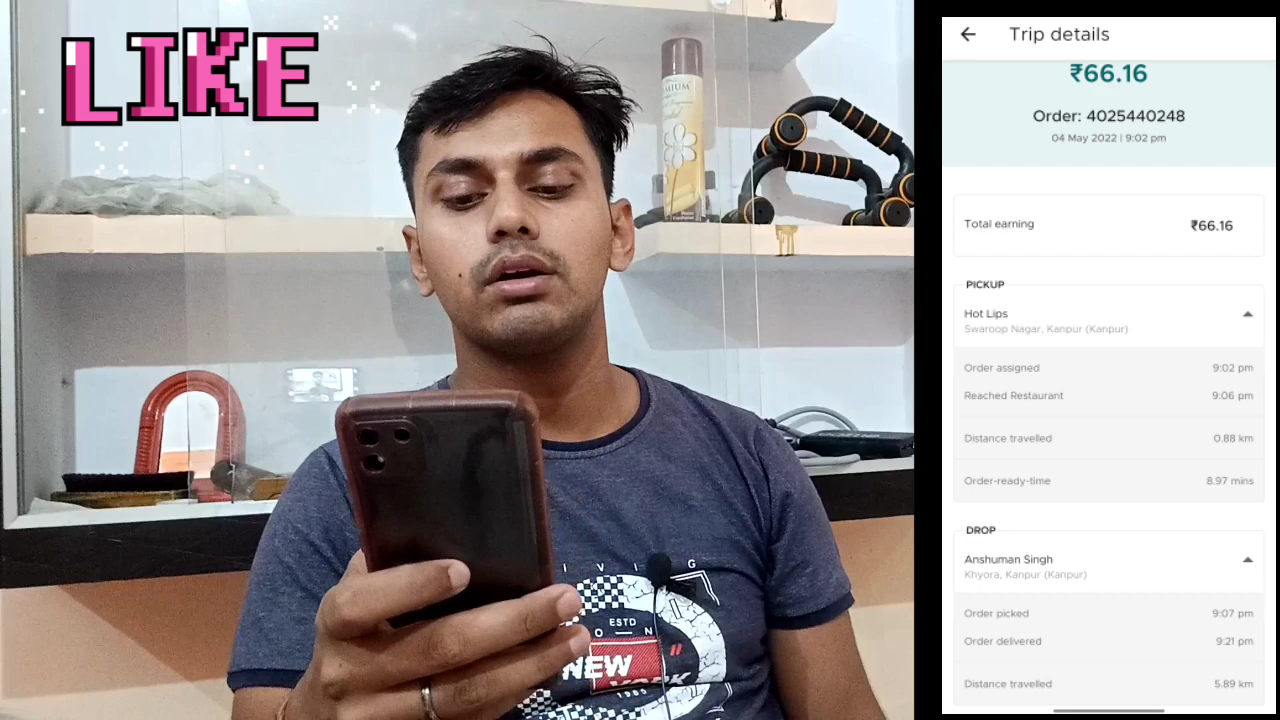 LIKE
Trip details
₹66.16
Order: 4025440248
04 May 2022 | 9:02 pm
Total earning
₹66.16
PICKUP
Hot Lips
Swaroop Nagar, Kanpur (Kanpur)
Order assigned
9:02 pm
Reached Restaurant
9:06 pm
Distance travelled
0.88 km
Order-ready-time
8.97 mins
DROP
Anshuman Singh
Khyora, Kanpur (Kanpur)
Order picked
9:07 pm
Order delivered
9:21 pm
Distance travelled
5.89 km
IVING
ESTD
ON
NEW
YORK